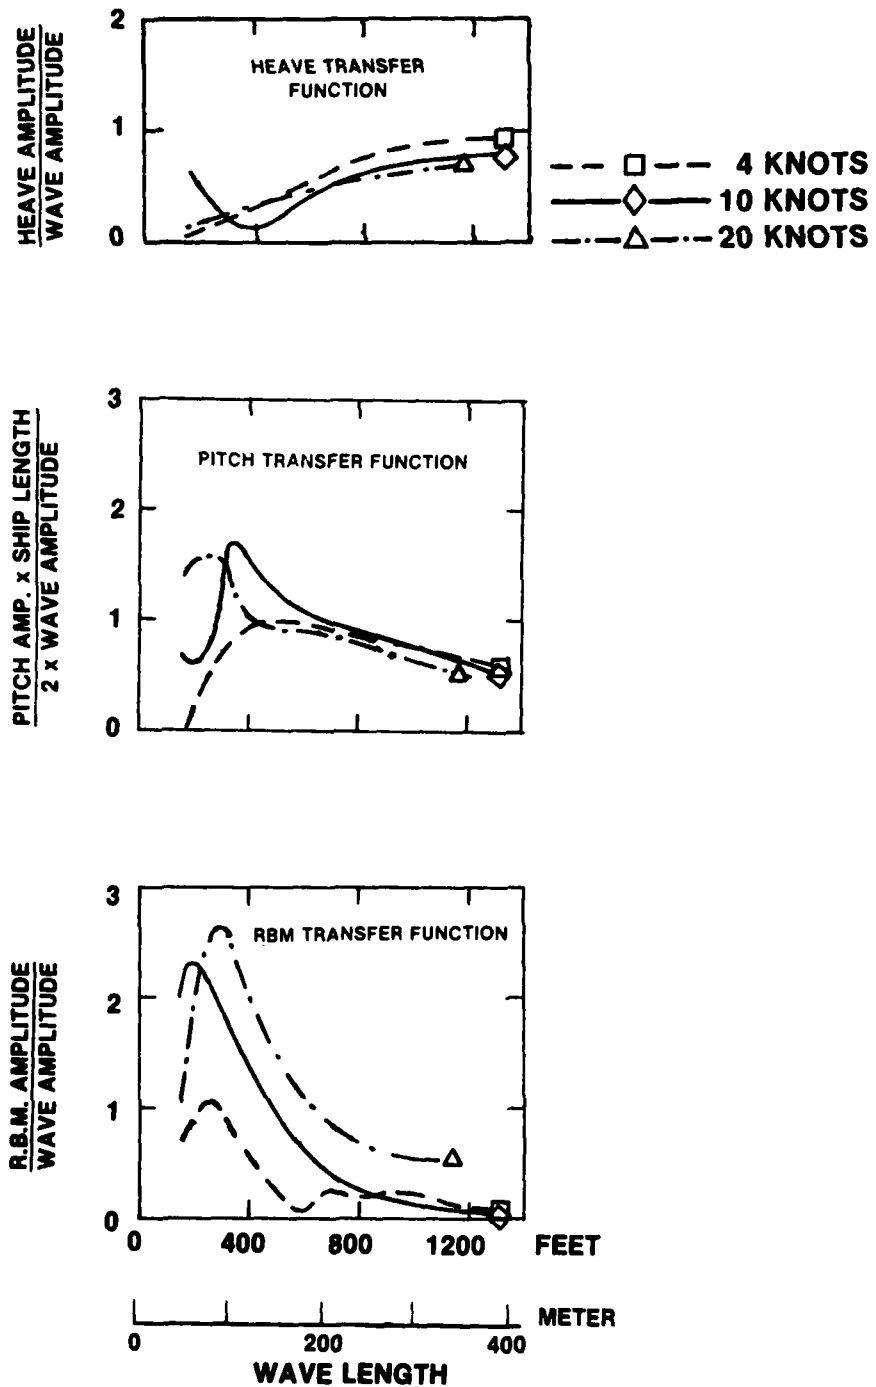 HEAVE AMPLITUDE
WAVE AMPLITUDE
2
1
0
HEAVE TRANSFER
FUNCTION
4 KNOTS
10 KNOTS
20 KNOTS
PITCH AMP. x SHIP LENGTH
2 x WAVE AMPLITUDE
3
2
1
0
PITCH TRANSFER FUNCTION
R.B.M. AMPLITUDE
WAVE AMPLITUDE
3
2
1
0
RBM TRANSFER FUNCTION
0 400 800 1200 FEET
METER
0 200 400
WAVE LENGTH